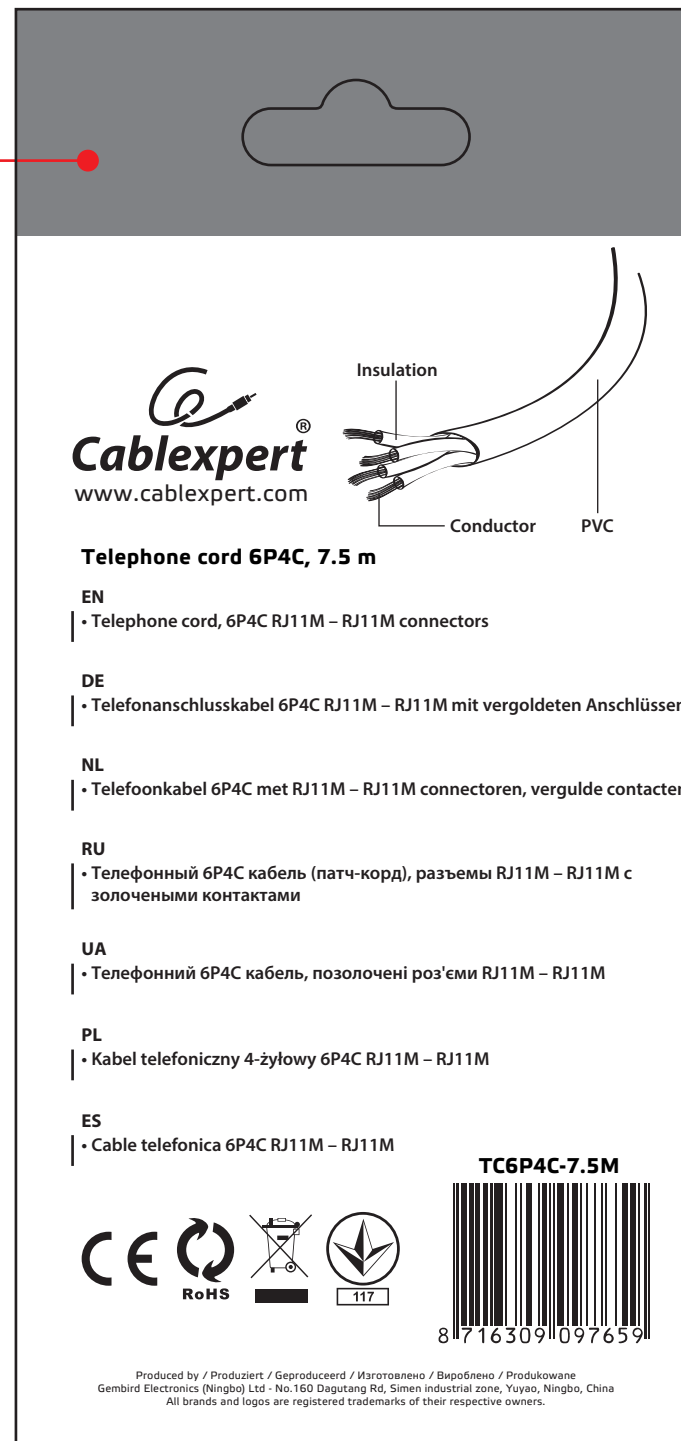 Insulation
Cablexpert®
www.cablexpert.com
Conductor
PVC
Telephone cord 6P4C, 7.5 m
EN
• Telephone cord, 6P4C RJ11M – RJ11M connectors
DE
• Telefonanschlusskabel 6P4C RJ11M – RJ11M mit vergoldeten Anschlüssen
NL
• Telefoonkabel 6P4C met RJ11M – RJ11M connectoren, vergulde contacten
RU
• Телефонный 6P4C кабель (патч-корд), разъемы RJ11M – RJ11M с
золочеными контактами
UA
• Телефонний 6P4C кабель, позолочені роз'єми RJ11M – RJ11M
PL
• Kabel telefoniczny 4-żyłowy 6P4C RJ11M – RJ11M
ES
• Cable telefonica 6P4C RJ11M – RJ11M
TC6P4C-7.5M
CE
RoHS
117
8 716309 097659
Produced by / Produziert / Geproduceerd / Изготовлено / Вироблено / Produkowane
Gembird Electronics (Ningbo) Ltd - No.160 Dagutang Rd, Simen industrial zone, Yuyao, Ningbo, China
All brands and logos are registered trademarks of their respective owners.